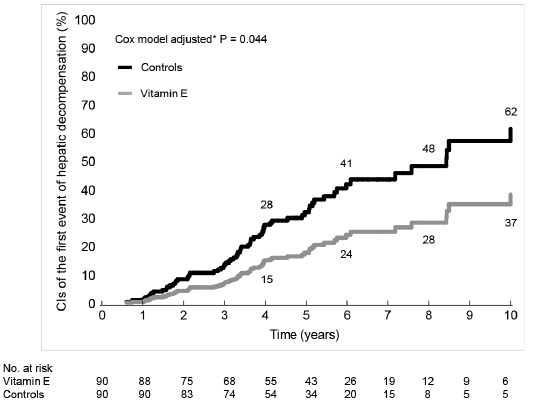 CIs of the first event of hepatic decompensation (%)
100
90
80
70
60
50
40
30
20
10
0
Cox model adjusted* P = 0.044
Controls
Vitamin E
28
41
48
62
15
24
28
37
0 1 2 3 4 5 6 7 8 9 10
Time (years)
No. at risk
Vitamin E 90 88 75 68 55 43 26 19 12 9 6
Controls 90 90 83 74 54 34 20 15 8 5 5